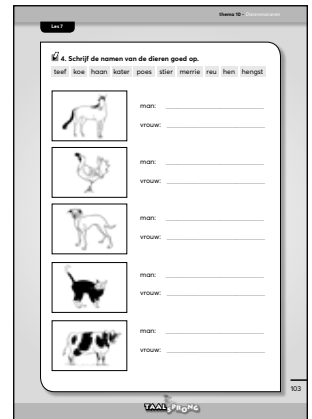 Thema 10 - Dierenmanieren
Les 7
4. Schrijf de namen van de dieren goed op.
teef koe haan kater poes stier merrie reu hen hengst
man:
vrouw:
man:
vrouw:
man:
vrouw:
man:
vrouw:
man:
vrouw:
103
TAALSPRONG